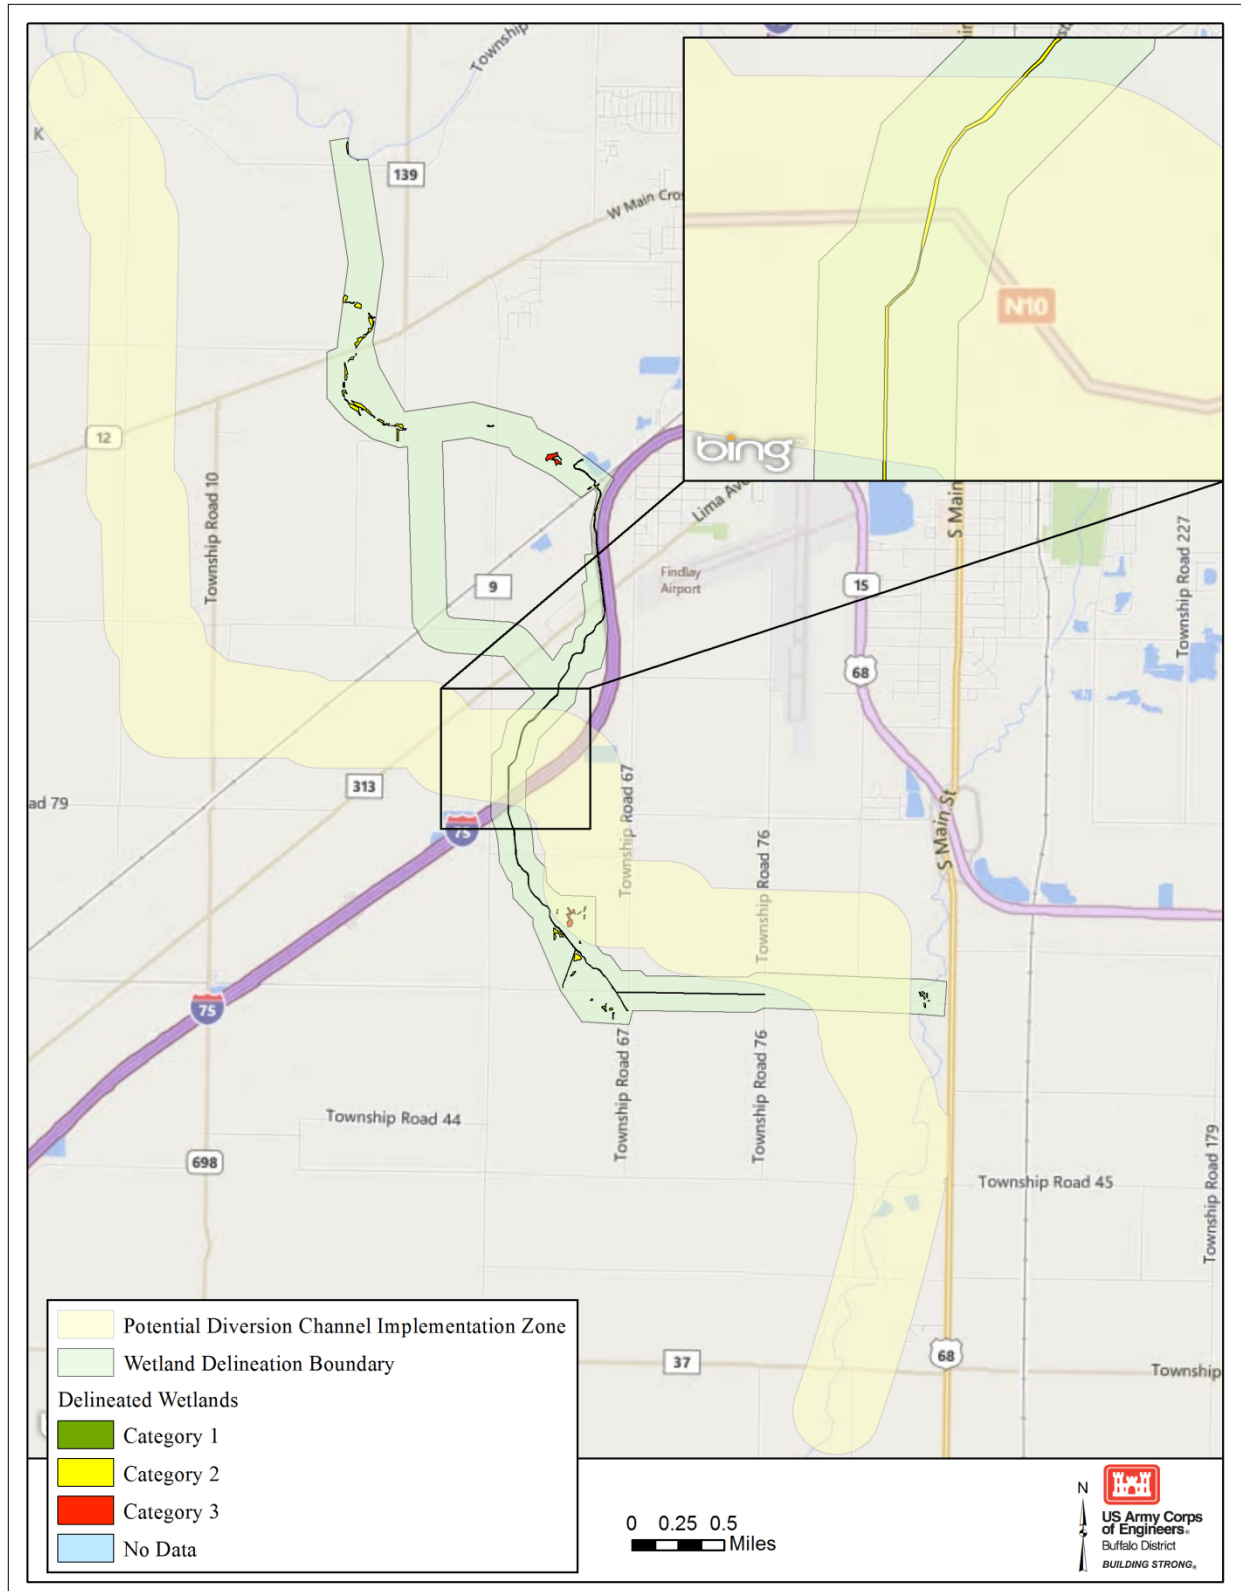 Township
K
139
W Main Cros
N10
bing
12
Township Road 10
Lima Ave
S Main
Township Road 227
Findlay
Airport
9
15
68
313
ad 79
Township Road 67
75
S Main St
Township Road 76
75
Township Road 67
Township Road 76
Township Road 44
698
Township Road 45
Township Road 179
68
37
Township
Potential Diversion Channel Implementation Zone
Wetland Delineation Boundary
Delineated Wetlands
Category 1
Category 2
Category 3
No Data
0 0.25 0.5
Miles
N
US Army Corps
of Engineers®
Buffalo District
BUILDING STRONG®